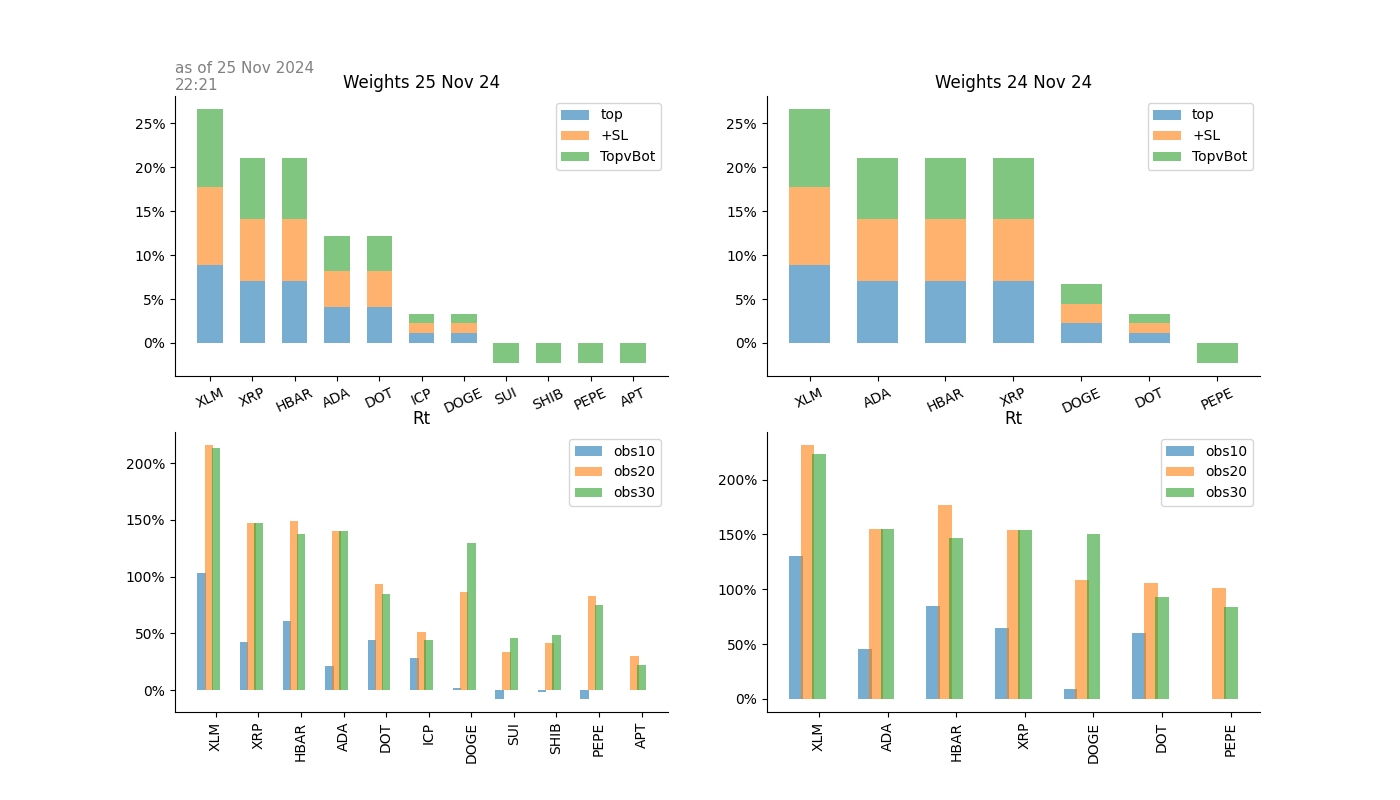 as of 25 Nov 2024
22:21
Weights 25 Nov 24
25%
20%
15%
10%
5%
0%
top
+SL
TopvBot
XLM XRP HBAR ADA DOT ICP DOGE SUI SHIB PEPE APT
Weights 24 Nov 24
25%
20%
15%
10%
5%
0%
top
+SL
TopvBot
XLM ADA HBAR XRP DOGE DOT PEPE
Rt
200%
150%
100%
50%
0%
obs10
obs20
obs30
XLM XRP HBAR ADA DOT ICP DOGE SUI SHIB PEPE APT
Rt
200%
150%
100%
50%
0%
obs10
obs20
obs30
XLM ADA HBAR XRP DOGE DOT PEPE